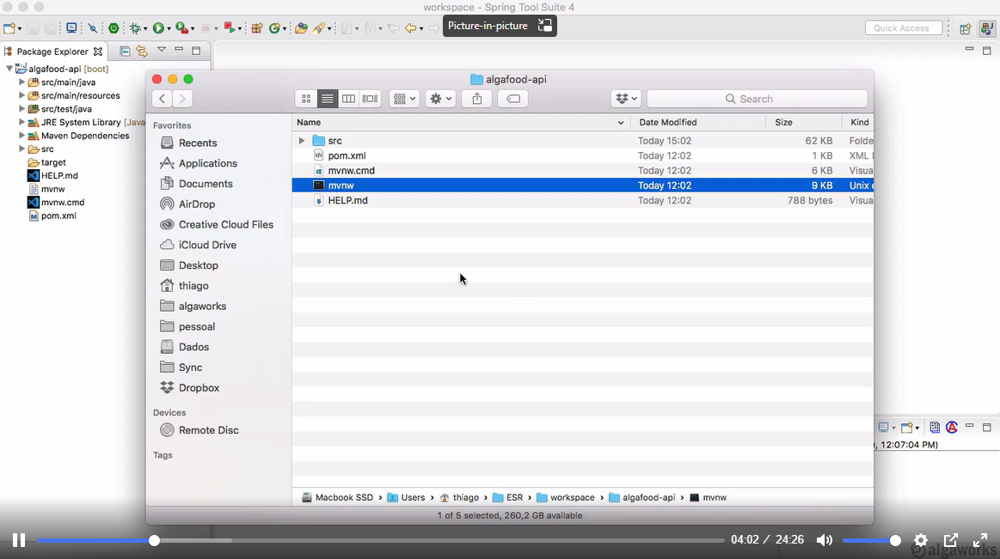 workspace - Spring Tool Suite 4
Picture-in-picture
Quick Access
Package Explorer
algafood-api [boot]
src/main/java
src/main/resources
src/test/java
JRE System Library [Java
Maven Dependencies
src
target
HELP.md
mvnw
mvnw.cmd
pom.xml
algafood-api
Search
Favorites
Recents
Applications
Documents
AirDrop
Creative Cloud Files
iCloud Drive
Desktop
thiago
algaworks
pessoal
Dados
Sync
Dropbox
Devices
Remote Disc
Tags
Name Date Modified Size Kind
src Today 15:02 62 KB Folde
pom.xml Today 12:02 1 KB XML
mvnw.cmd Today 12:02 6 KB Visua
mvnw Today 12:02 9 KB Unix e
HELP.md Today 12:02 788 bytes Visua
Macbook SSD › Users › thiago › ESR › workspace › algafood-api › mvnw
1 of 5 selected, 260,2 GB available
, 12:07:04 PM)
04:02 / 24:26
algaworks